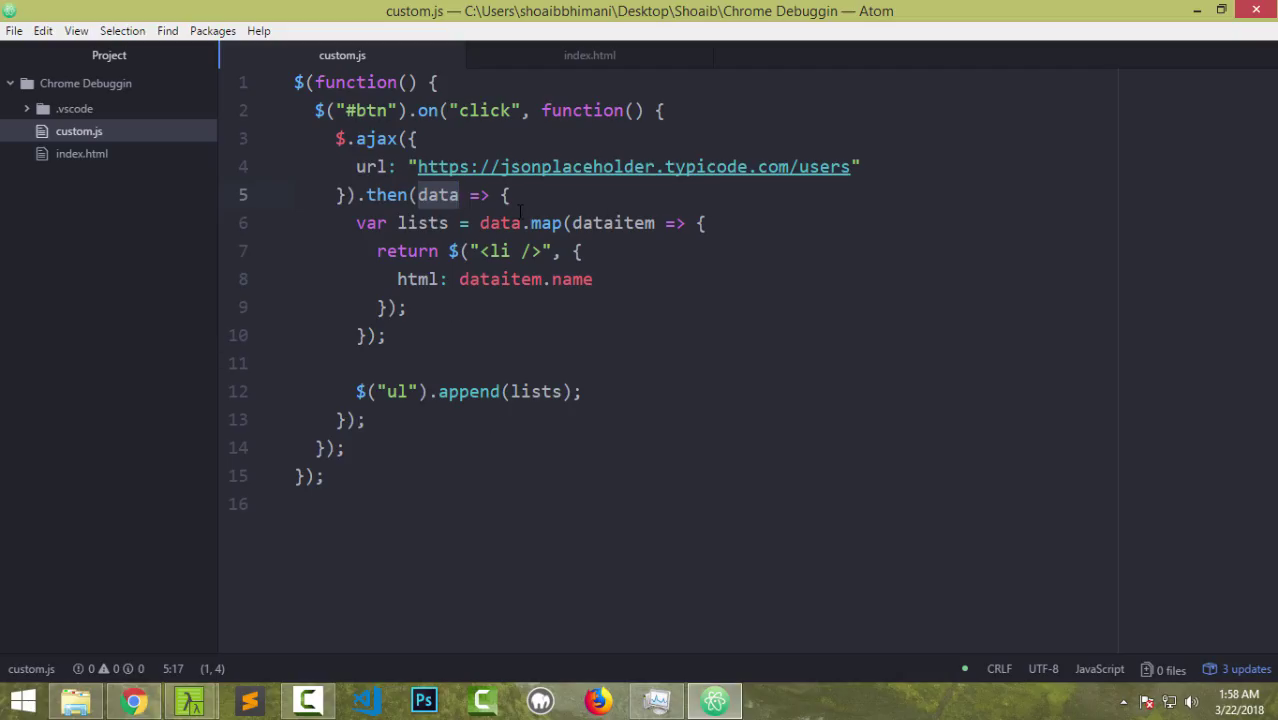 custom.js — C:\Users\shoaibbhimani\Desktop\Shoaib\Chrome Debuggin — Atom
File Edit View Selection Find Packages Help
Project
Chrome Debuggin
.vscode
custom.js
index.html
custom.js index.html
1 $(function() {
2 $("#btn").on("click", function() {
3 $.ajax({
4 url: "https://jsonplaceholder.typicode.com/users"
5 }).then(data => {
6 var lists = data.map(dataitem => {
7 return $("<li />", {
8 html: dataitem.name
9 });
10 });
11
12 $("ul").append(lists);
13 });
14 });
15 });
16
custom.js 0 0 0 5:17 (1, 4) CRLF UTF-8 JavaScript 0 files 3 updates
Ps
1:58 AM
3/22/2018